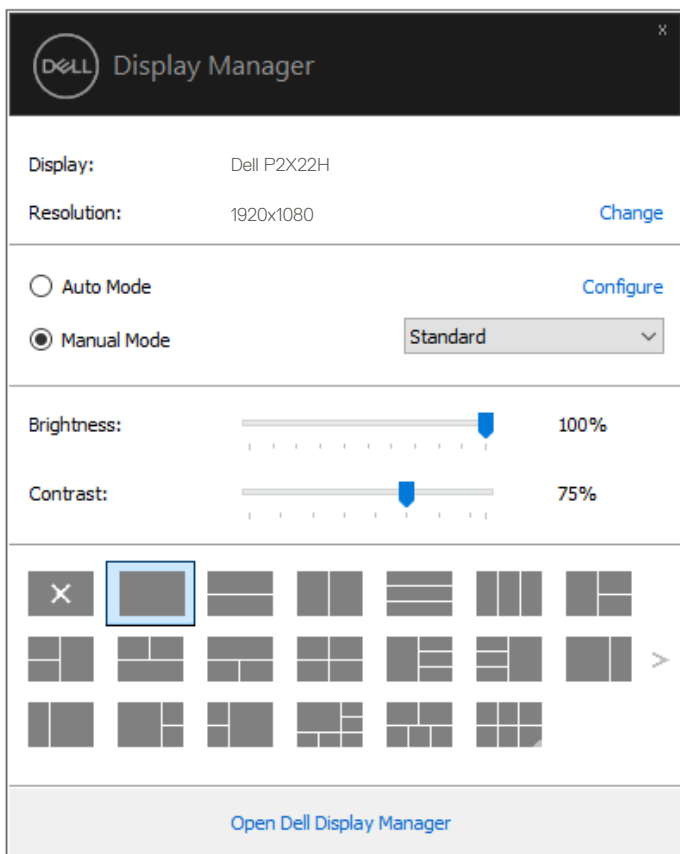 x
DELL Display Manager
Display: Dell P2X22H
Resolution: 1920x1080 Change
Auto Mode Configure
Manual Mode Standard
Brightness: 100%
Contrast: 75%
Open Dell Display Manager